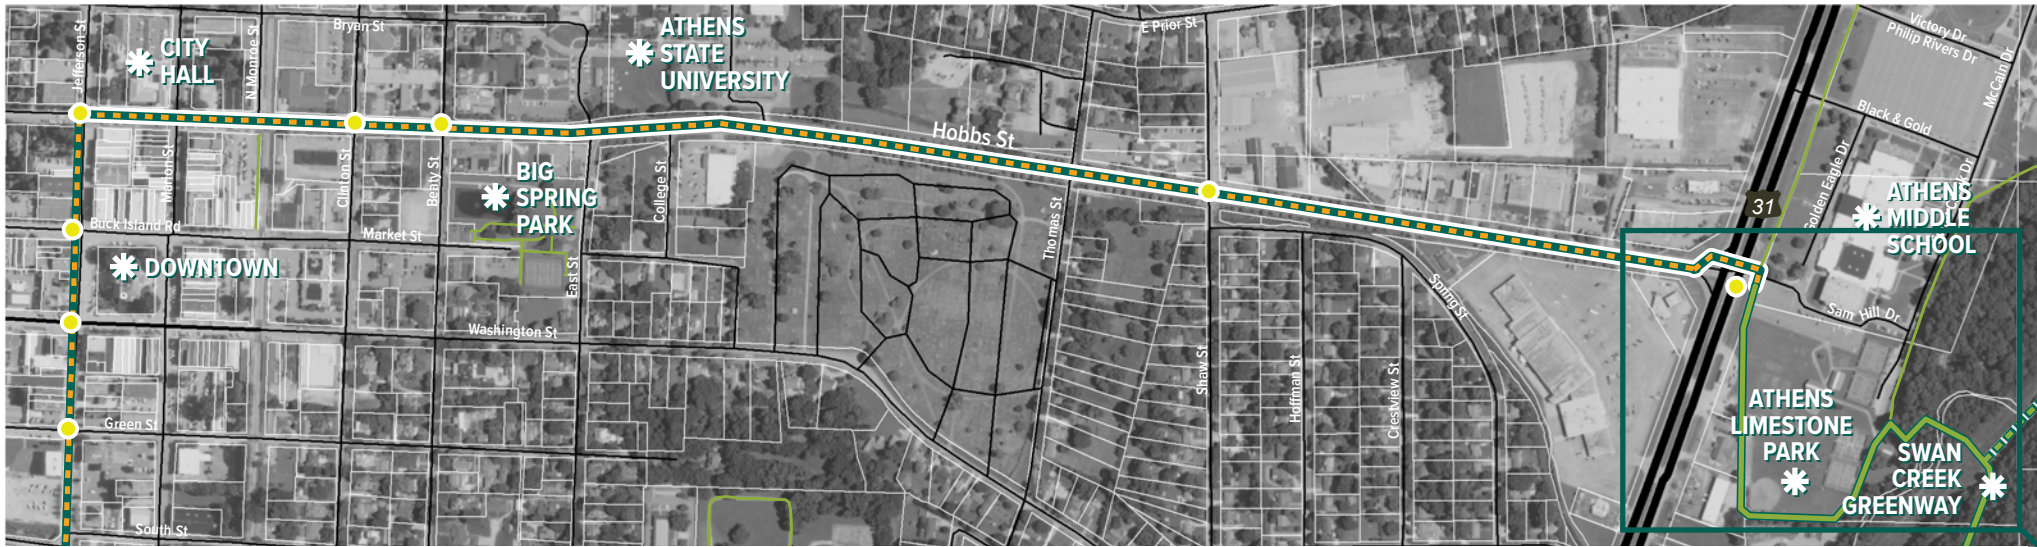 Jefferson St
CITY
HALL
N Monroe St
Bryan St
ATHENS
STATE
UNIVERSITY
E Prior St
Victory Dr
Philip Rivers Dr
McCain Dr
Black & Gold
Hobbs St
Marion St
Clinton St
Beaty St
BIG
SPRING
PARK
College St
Thomas St
31
Golden Eagle Dr
ATHENS
MIDDLE
SCHOOL
Buck Island Rd
Market St
DOWNTOWN
East St
Spring St
Sam Hill Dr
Washington St
Shaw St
Hoffman St
Crestview St
ATHENS
LIMESTONE
PARK
Green St
SWAN
CREEK
GREENWAY
South St